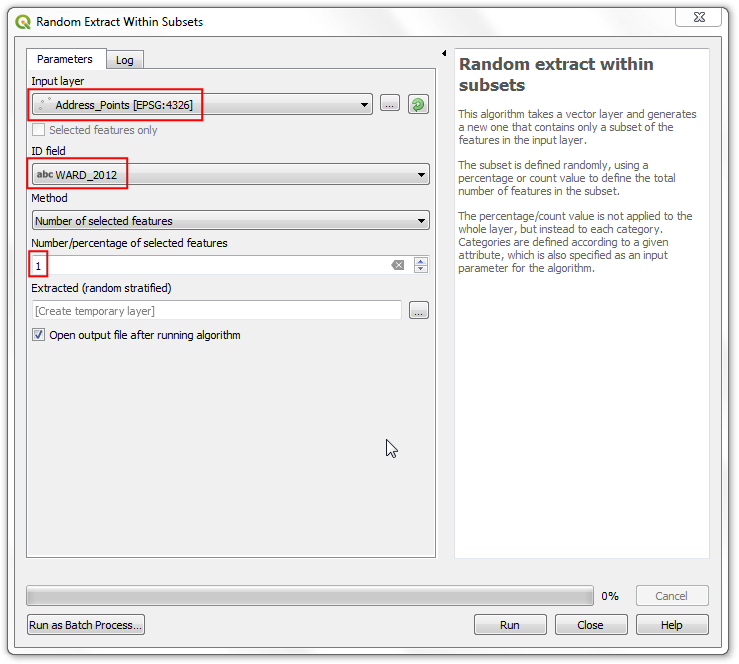 Random Extract Within Subsets
Parameters
Log
Input layer
Address_Points [EPSG:4326]
...
Selected features only
ID field
abc WARD_2012
Method
Number of selected features
Number/percentage of selected features
1
Extracted (random stratified)
[Create temporary layer]
...
Open output file after running algorithm
Random extract within
subsets
This algorithm takes a vector layer and generates
a new one that contains only a subset of the
features in the input layer.
The subset is defined randomly, using a
percentage or count value to define the total
number of features in the subset.
The percentage/count value is not applied to the
whole layer, but instead to each category.
Categories are defined according to a given
attribute, which is also specified as an input
parameter for the algorithm.
0%
Cancel
Run as Batch Process...
Run
Close
Help